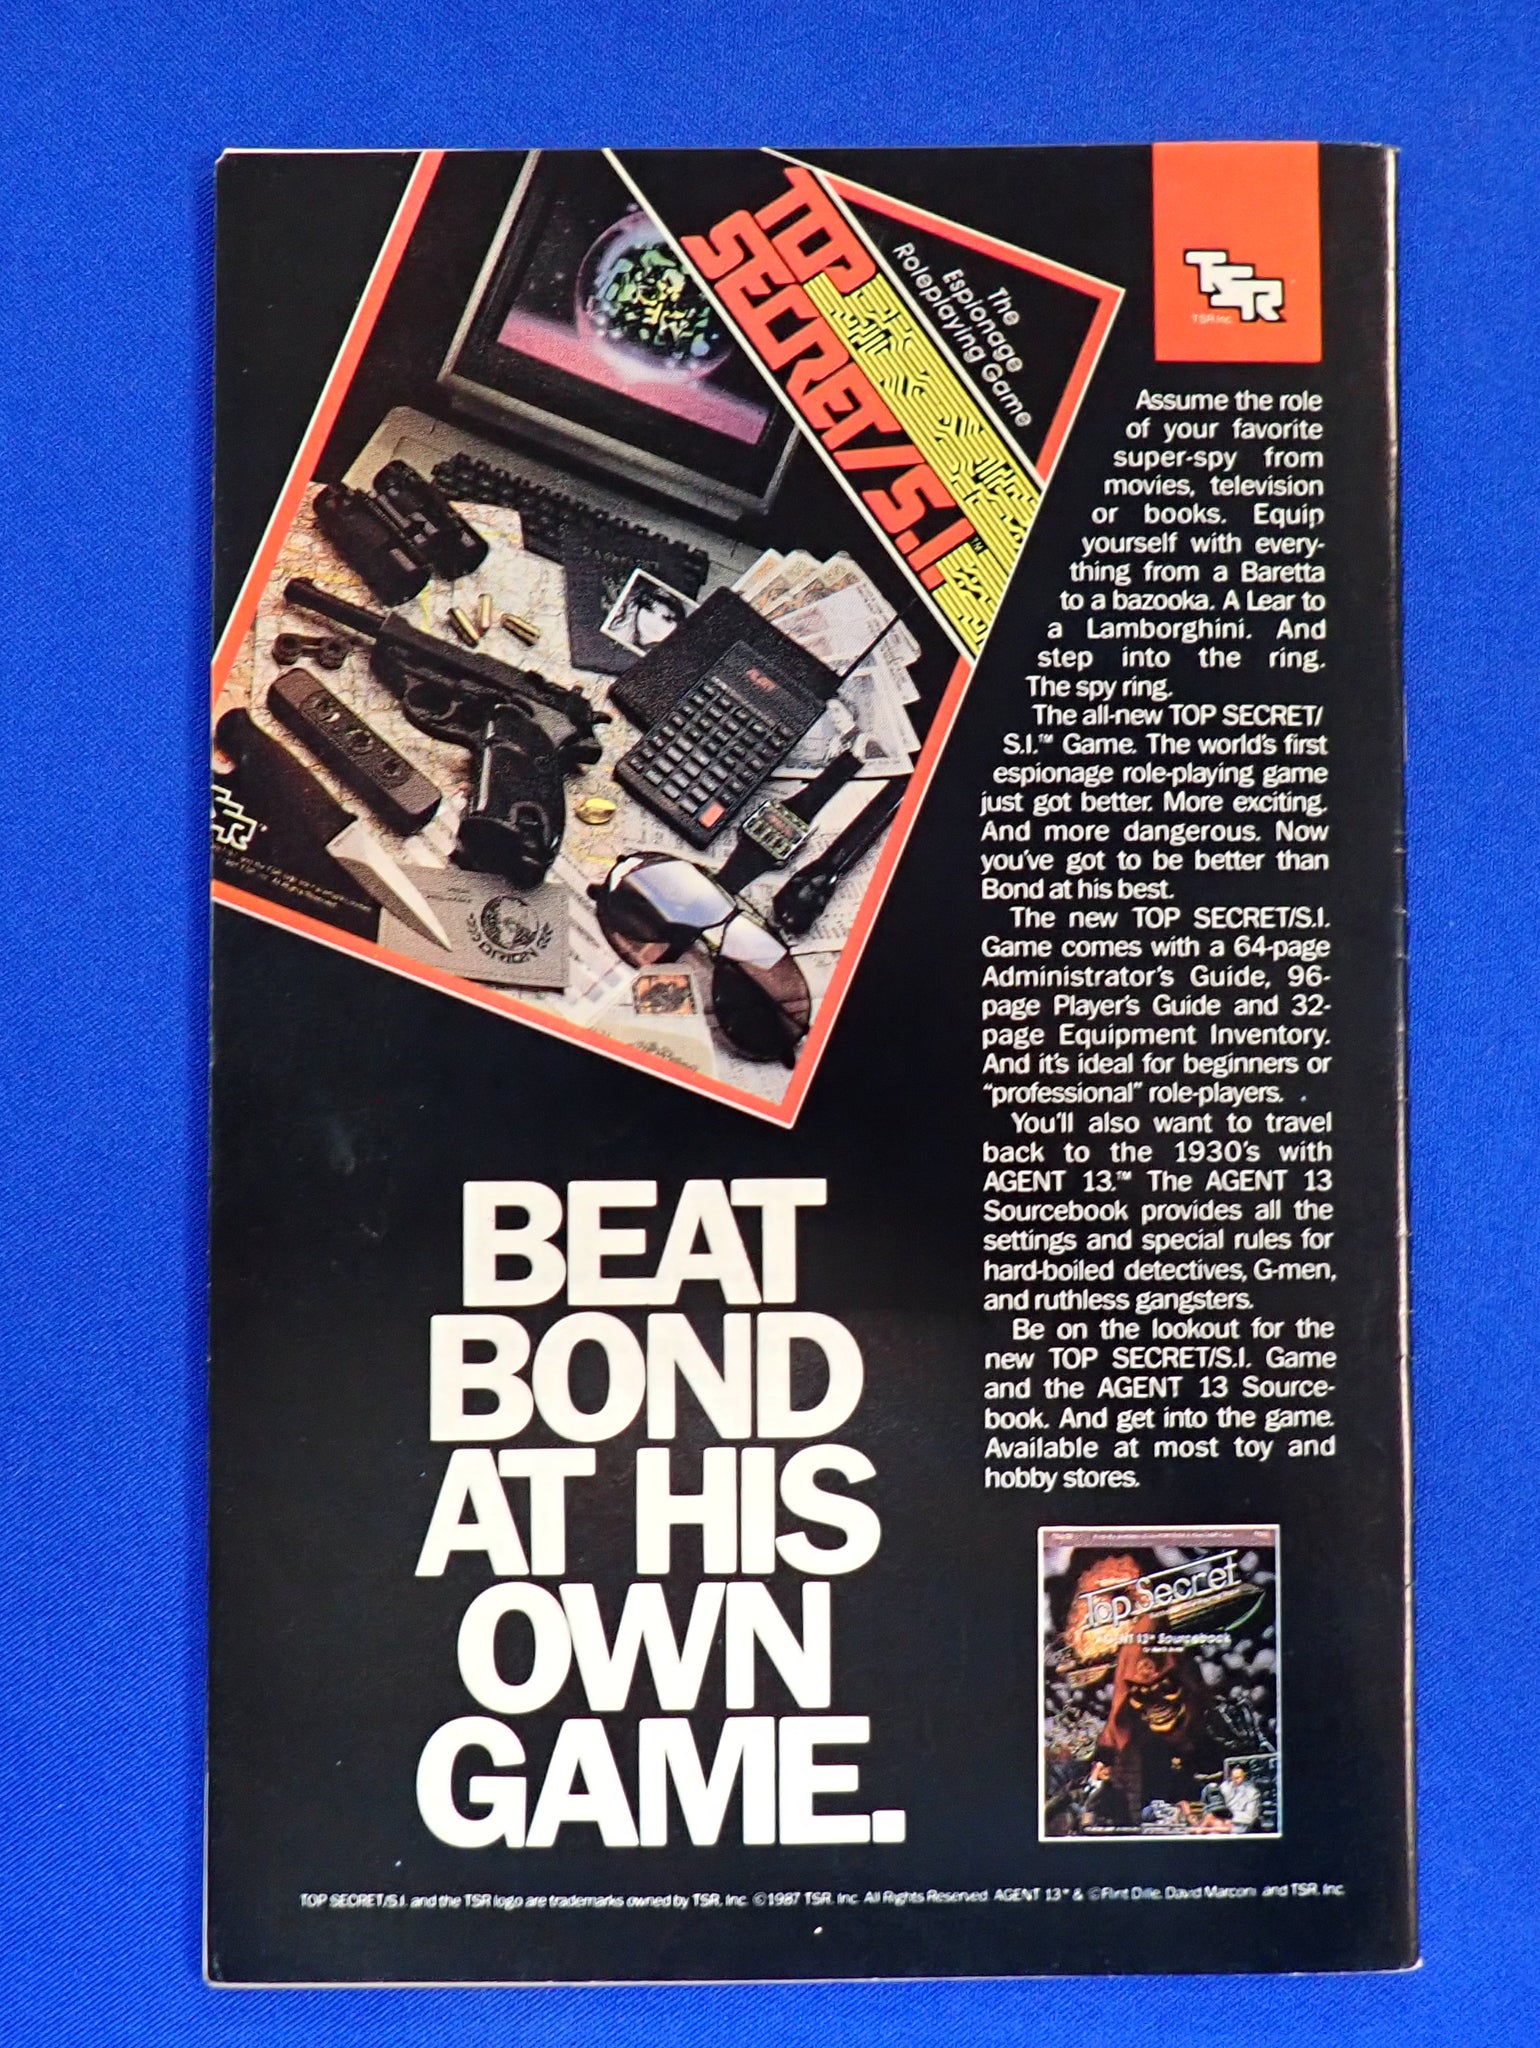 TOP
SECRET/S.I.™
The
Espionage
Roleplaying Game
TSR
TSR Inc.
Assume the role
of your favorite
super-spy from
movies, television
or books. Equip
yourself with every-
thing from a Baretta
to a bazooka. A Lear to
a Lamborghini. And
step into the ring.
The spy ring.
The all-new TOP SECRET/
S.I.™ Game. The world's first
espionage role-playing game
just got better. More exciting.
And more dangerous. Now
you've got to be better than
Bond at his best.
The new TOP SECRET/S.I.
Game comes with a 64-page
Administrator's Guide, 96-
page Player's Guide and 32-
page Equipment Inventory.
And it's ideal for beginners or
"professional" role-players.
You'll also want to travel
back to the 1930's with
AGENT 13.™ The AGENT 13
Sourcebook provides all the
settings and special rules for
hard-boiled detectives, G-men,
and ruthless gangsters.
Be on the lookout for the
new TOP SECRET/S.I. Game
and the AGENT 13 Source-
book. And get into the game.
Available at most toy and
hobby stores.
BEAT
BOND
AT HIS
OWN
GAME.
Top Secret
AGENT 13™ Sourcebook
TOP SECRET/S.I. and the TSR logo are trademarks owned by TSR, Inc. ©1987 TSR, Inc. All Rights Reserved. AGENT 13™ & © Flint Dille, David Marconi and TSR, Inc.